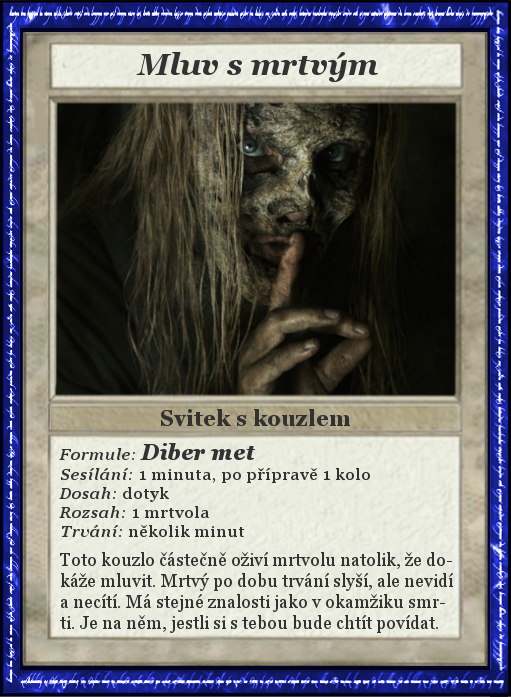 Mluv s mrtvým
Svitek s kouzlem
Formule: Diber met
Sesílání: 1 minuta, po přípravě 1 kolo
Dosah: dotyk
Rozsah: 1 mrtvola
Trvání: několik minut
Toto kouzlo částečně oživí mrtvolu natolik, že do-
káže mluvit. Mrtvý po dobu trvání slyší, ale nevidí
a necítí. Má stejné znalosti jako v okamžiku smr-
ti. Je na něm, jestli si s tebou bude chtít povídat.